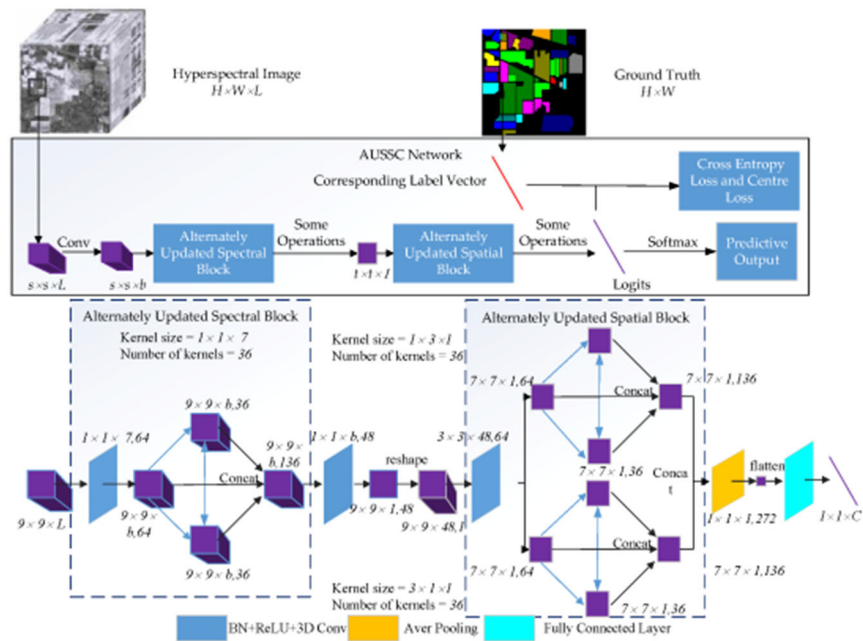 Hyperspectral Image
H×W×L
Ground Truth
H×W
AUSSC Network
Corresponding Label Vector
Cross Entropy
Loss and Centre
Loss
Conv
Alternately
Updated Spectral
Block
Some
Operations
Alternately
Updated Spatial
Block
Some
Operations
Softmax
Predictive
Output
s×s×L
s×s×b
t×t×1
Logits
Alternately Updated Spectral Block
Kernel size = 1×1× 7
Number of kernels = 36
Kernel size = 1×3×1
Number of kernels = 36
Alternately Updated Spatial Block
7× 7×1,64
Concat
7× 7×1,136
9× 9× b,36
1×1× 7,64
9× 9×
b,136
1×1× b,48
3× 3× 48,64
Concat
reshape
7× 7×1,36
Conca
t
flatten
9× 9×L
9× 9×
b,64
9× 9×1,48
9× 9× 48,1
Concat
1×1×1,272
1×1×C
9× 9× b,36
7× 7×1,64
7× 7×1,136
Kernel size = 3×1×1
Number of kernels = 36
7× 7×1,36
BN+ReLU+3D Conv
Aver Pooling
Fully Connected Layer